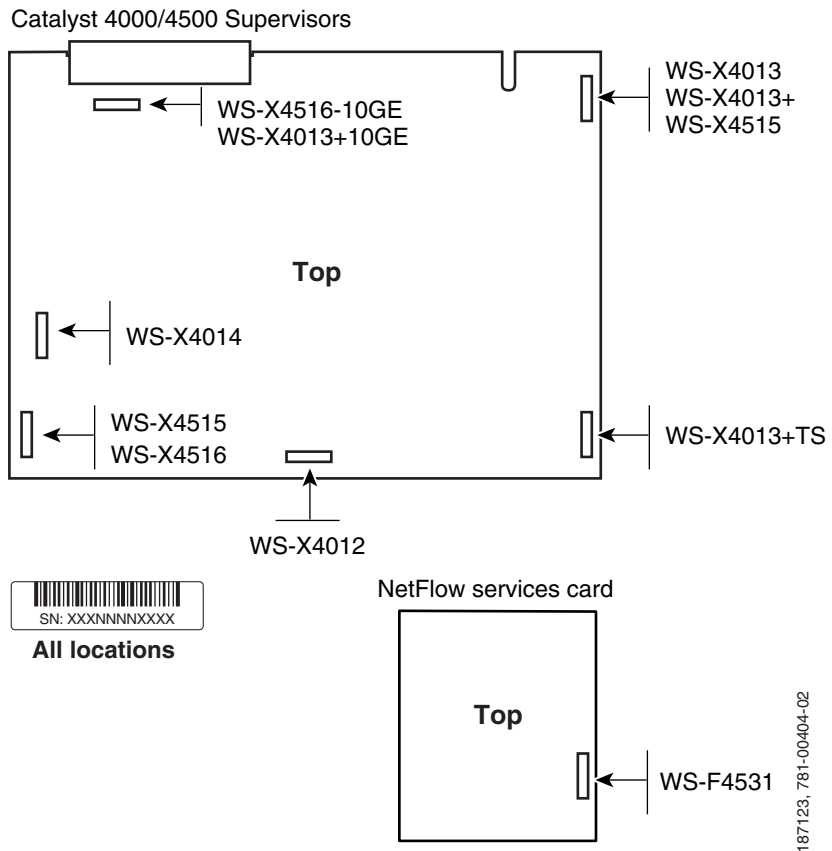 Catalyst 4000/4500 Supervisors
WS-X4516-10GE
WS-X4013+10GE
WS-X4013
WS-X4013+
WS-X4515
Top
WS-X4014
WS-X4515
WS-X4516
WS-X4013+TS
WS-X4012
SN: XXXNNNNXXXX
All locations
NetFlow services card
Top
WS-F4531
187123, 781-00404-02